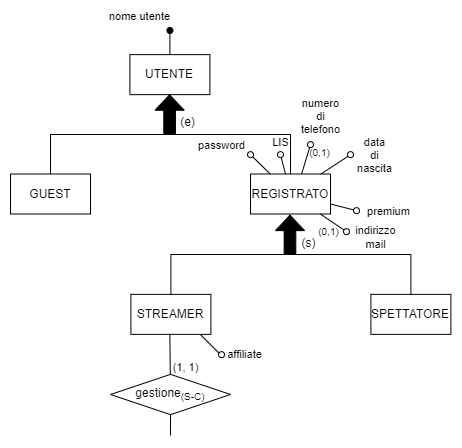 nome utente
UTENTE
(e)
numero
di
telefono
(0,1)
password
LIS
data
di
nascita
GUEST
REGISTRATO
premium
(0,1)
indirizzo
mail
(s)
STREAMER
SPETTATORE
affiliate
(1, 1)
gestione(S-C)